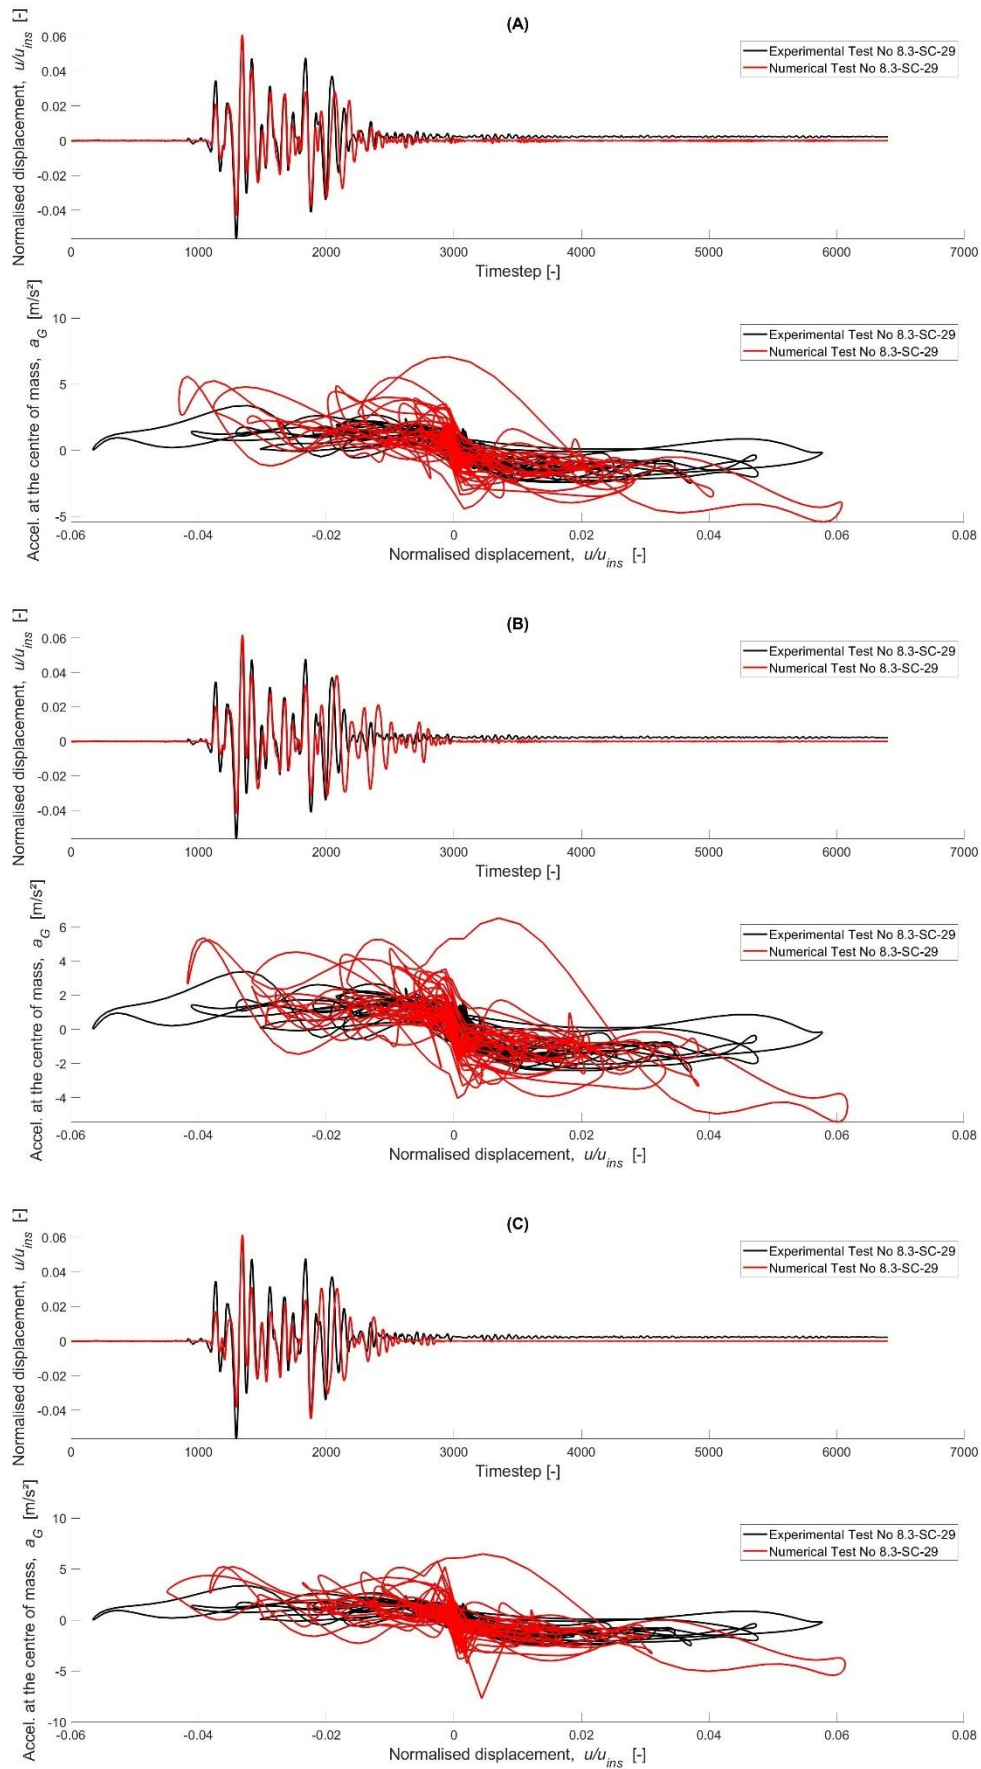 (A)
Normalised displacement, u/u_ins [-]
0.06
0.04
0.02
0
-0.02
-0.04
Experimental Test No 8.3-SC-29
Numerical Test No 8.3-SC-29
0 1000 2000 3000 4000 5000 6000 7000
Timestep [-]
Accel. at the centre of mass, a_G [m/s²]
10
5
0
-5
Experimental Test No 8.3-SC-29
Numerical Test No 8.3-SC-29
-0.06 -0.04 -0.02 0 0.02 0.04 0.06 0.08
Normalised displacement, u/u_ins [-]
(B)
Normalised displacement, u/u_ins [-]
0.06
0.04
0.02
0
-0.02
-0.04
Experimental Test No 8.3-SC-29
Numerical Test No 8.3-SC-29
0 1000 2000 3000 4000 5000 6000 7000
Timestep [-]
Accel. at the centre of mass, a_G [m/s²]
6
4
2
0
-2
-4
Experimental Test No 8.3-SC-29
Numerical Test No 8.3-SC-29
-0.06 -0.04 -0.02 0 0.02 0.04 0.06 0.08
Normalised displacement, u/u_ins [-]
(C)
Normalised displacement, u/u_ins [-]
0.06
0.04
0.02
0
-0.02
-0.04
Experimental Test No 8.3-SC-29
Numerical Test No 8.3-SC-29
0 1000 2000 3000 4000 5000 6000 7000
Timestep [-]
Accel. at the centre of mass, a_G [m/s²]
10
5
0
-5
-10
Experimental Test No 8.3-SC-29
Numerical Test No 8.3-SC-29
-0.06 -0.04 -0.02 0 0.02 0.04 0.06 0.08
Normalised displacement, u/u_ins [-]